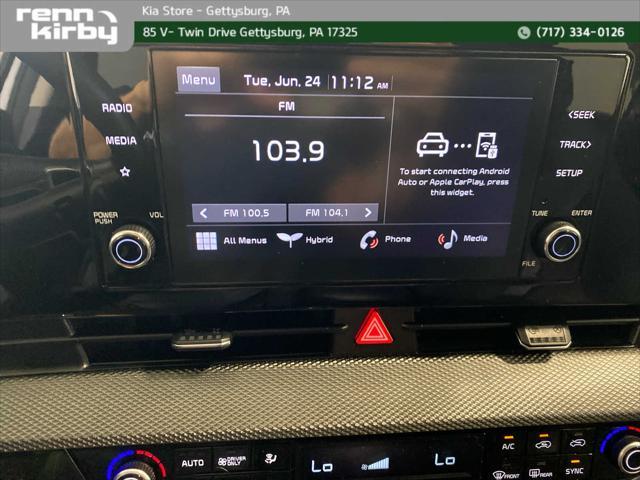 renn kirby
Kia Store - Gettysburg, PA
85 V- Twin Drive Gettysburg, PA 17325
(717) 334-0126
Menu Tue, Jun. 24 11:12 AM
RADIO
MEDIA
FM
103.9
To start connecting Android
Auto or Apple CarPlay, press
this widget.
< FM 100.5 FM 104.1 >
All Menus Hybrid Phone Media
<SEEK
TRACK>
SETUP
POWER
PUSH
VOL
TUNE
ENTER
FILE
AUTO
DRIVER
ONLY
Lo
Lo
A/C
FRONT
REAR
SYNC